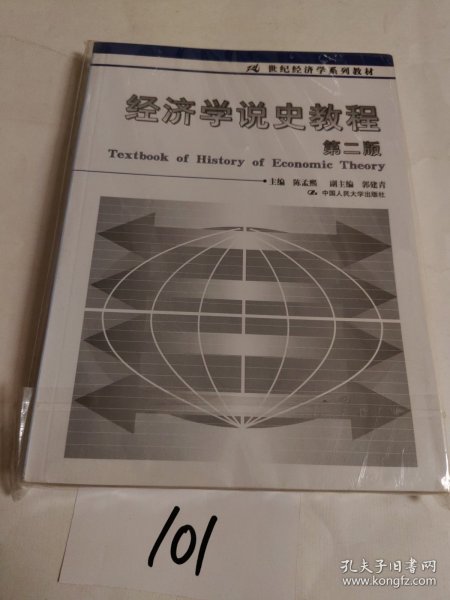 21 世纪经济学系列教材
经济学说史教程
第二版
Textbook of History of Economic Theory
主编 陈孟熙 副主编 郭建青
中国人民大学出版社
101
孔夫子旧书网
www.kongfz.com